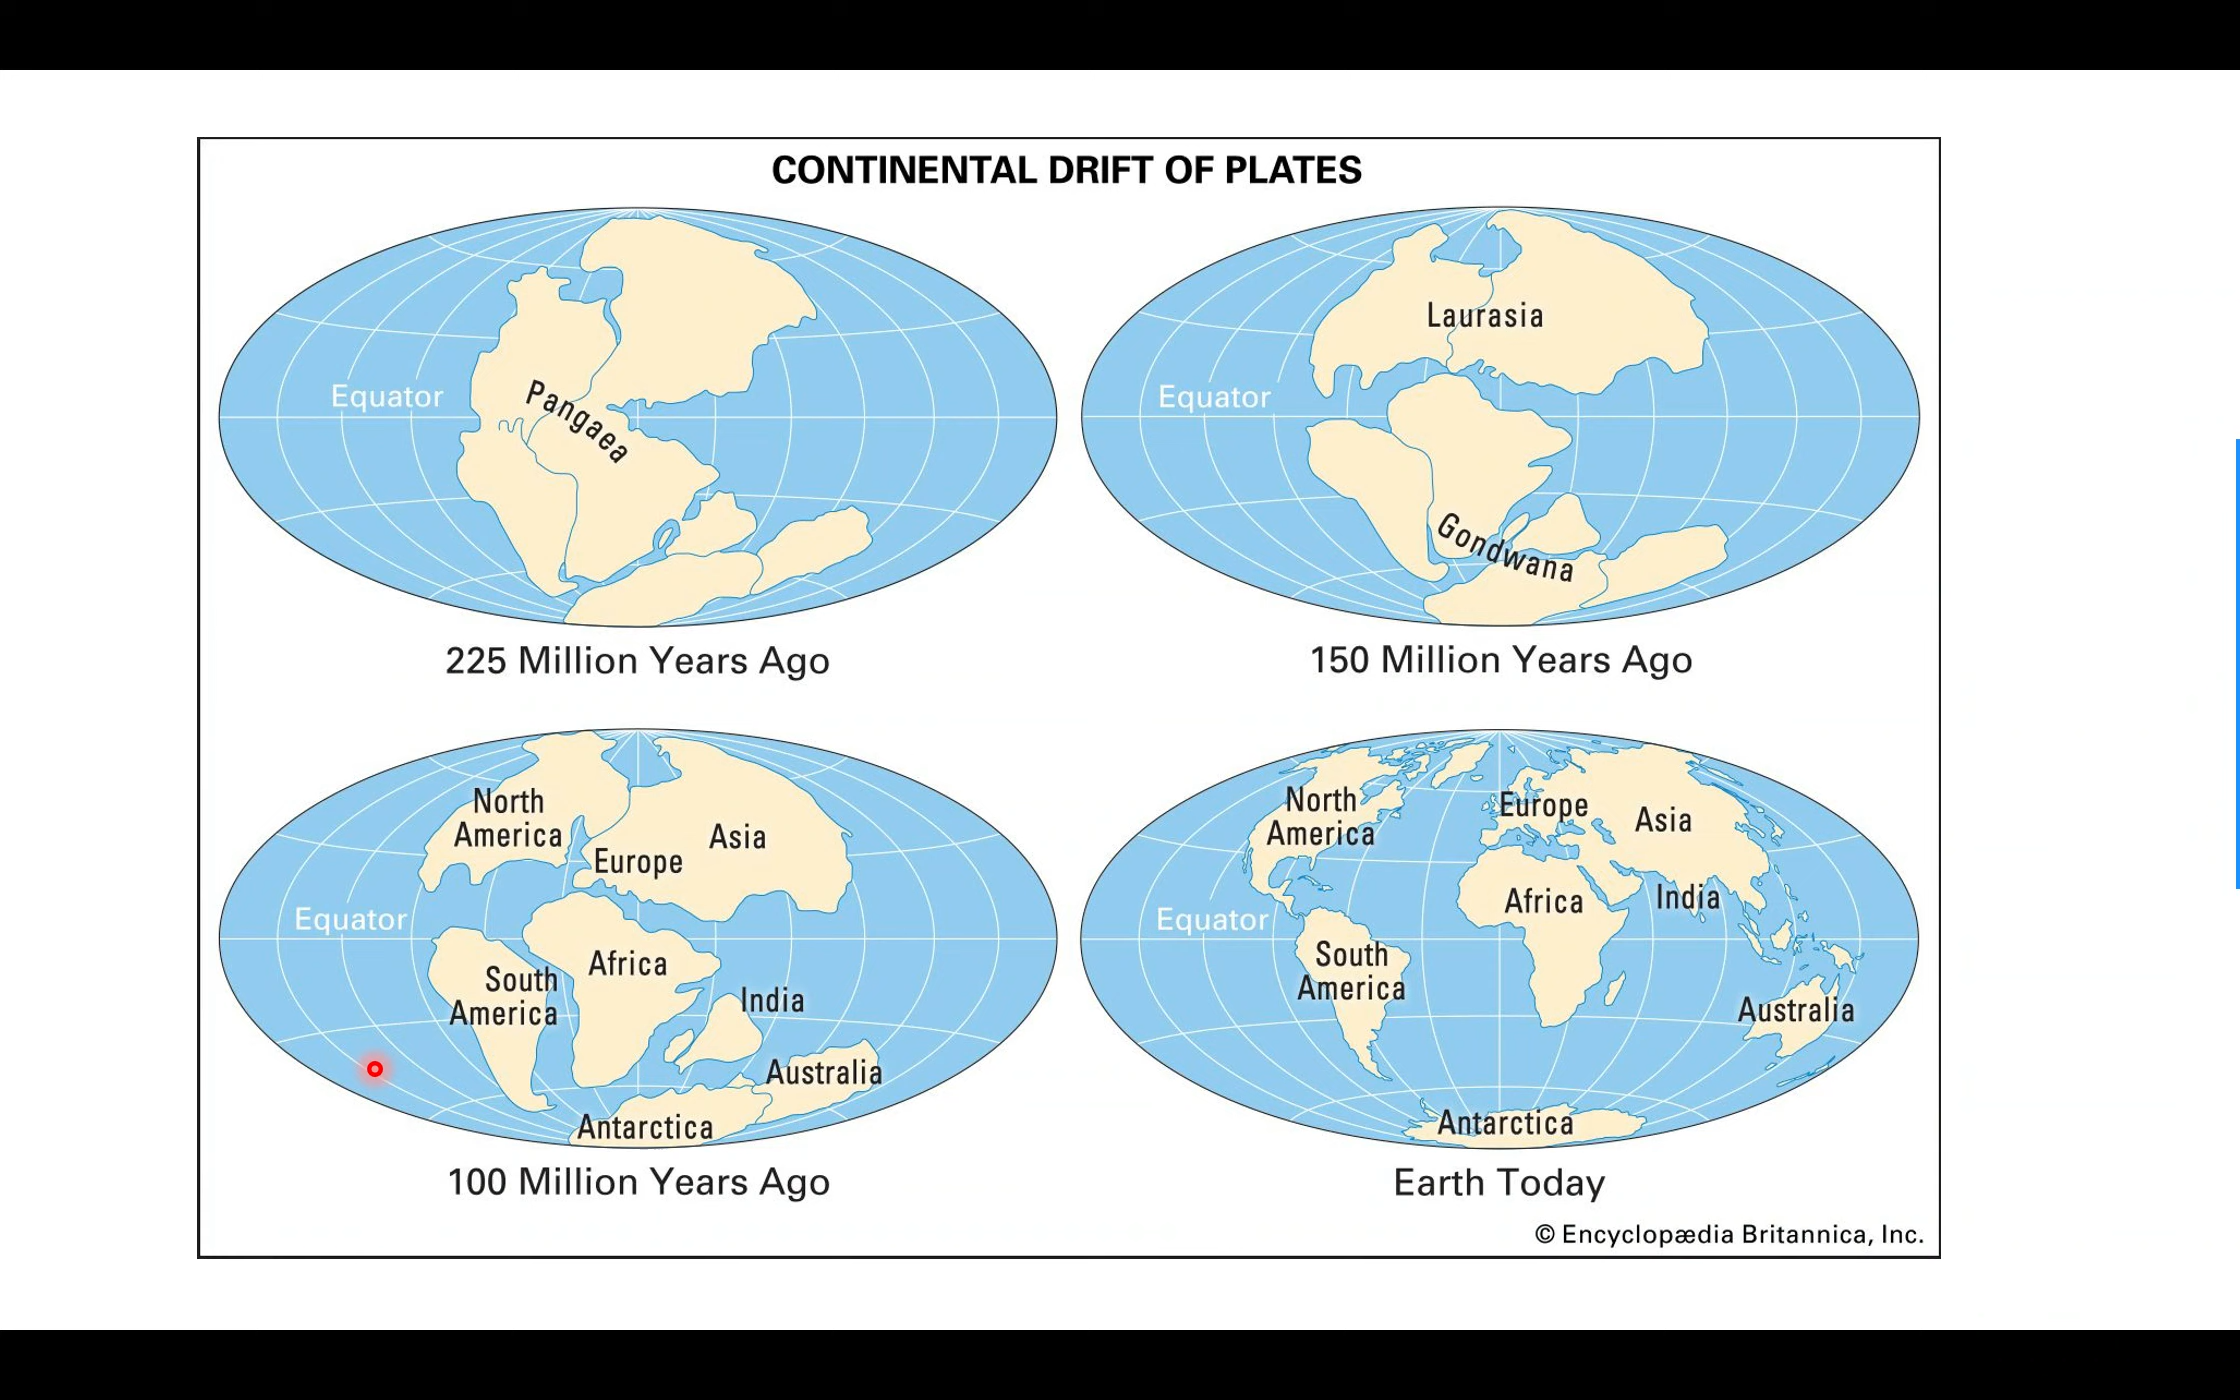 CONTINENTAL DRIFT OF PLATES
Equator
Pangaea
225 Million Years Ago
Laurasia
Equator
Gondwana
150 Million Years Ago
North
America
Asia
Europe
Equator
Africa
South
America
India
Australia
Antarctica
100 Million Years Ago
North
America
Europe
Asia
Africa
India
Equator
South
America
Australia
Antarctica
Earth Today
© Encyclopædia Britannica, Inc.